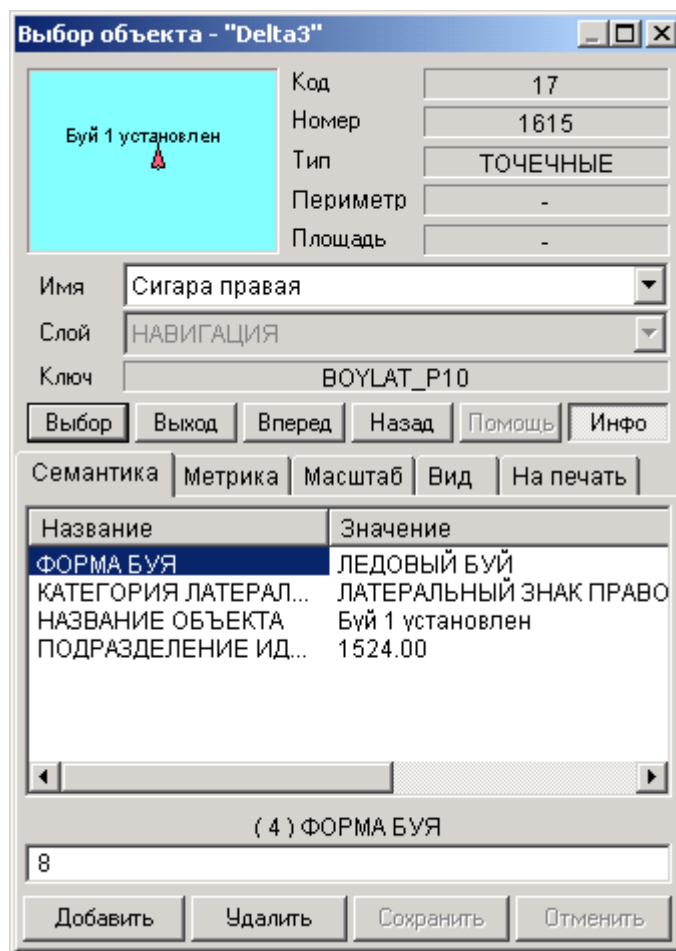 Выбор объекта - "Delta3"
Буй 1 установлен
Код 17
Номер 1615
Тип ТОЧЕЧНЫЕ
Периметр -
Площадь -
Имя Сигара правая
Слой НАВИГАЦИЯ
Ключ BOYLAT_P10
Выбор Выход Вперед Назад Помощь Инфо
Семантика Метрика Масштаб Вид На печать
Название Значение
ФОРМА БУЯ ЛЕДОВЫЙ БУЙ
КАТЕГОРИЯ ЛАТЕРАЛ... ЛАТЕРАЛЬНЫЙ ЗНАК ПРАВО
НАЗВАНИЕ ОБЪЕКТА Буй 1 установлен
ПОДРАЗДЕЛЕНИЕ ИД... 1524.00
( 4 ) ФОРМА БУЯ
8
Добавить Удалить Сохранить Отменить